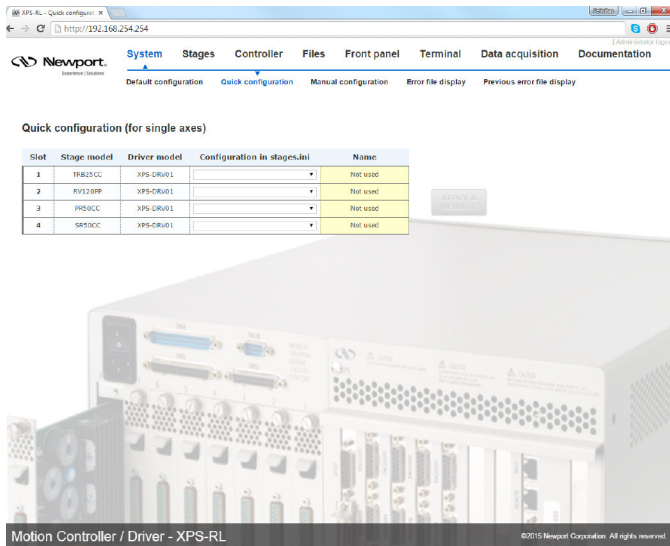 XPS-RL - Quick configurat
http://192.168.254.254
Newport.
Experience | Solutions
System Stages Controller Files Front panel Terminal Data acquisition Documentation
Default configuration Quick configuration Manual configuration Error file display Previous error file display
Quick configuration (for single axes)
Slot Stage model Driver model Configuration in stages.ini Name
1 TRB25CC XPS-DRV01 Not used
2 RV120PP XPS-DRV01 Not used
3 PR50CC XPS-DRV01 Not used
4 SR50CC XPS-DRV01 Not used
APPLY &
Motion Controller / Driver - XPS-RL
©2015 Newport Corporation. All rights reserved.